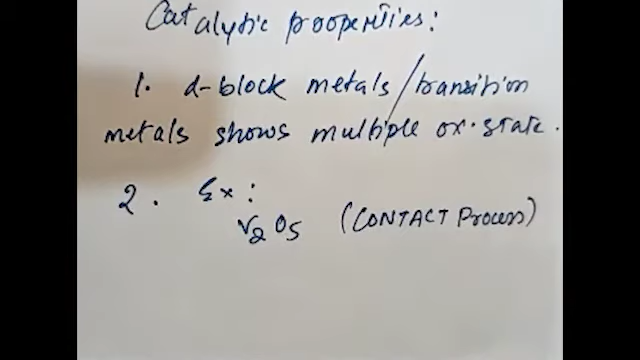 Catalytic properties:
1. d-block metals/transition
metals shows multiple ox. state.
2. Ex:
V2O5 (CONTACT Process)